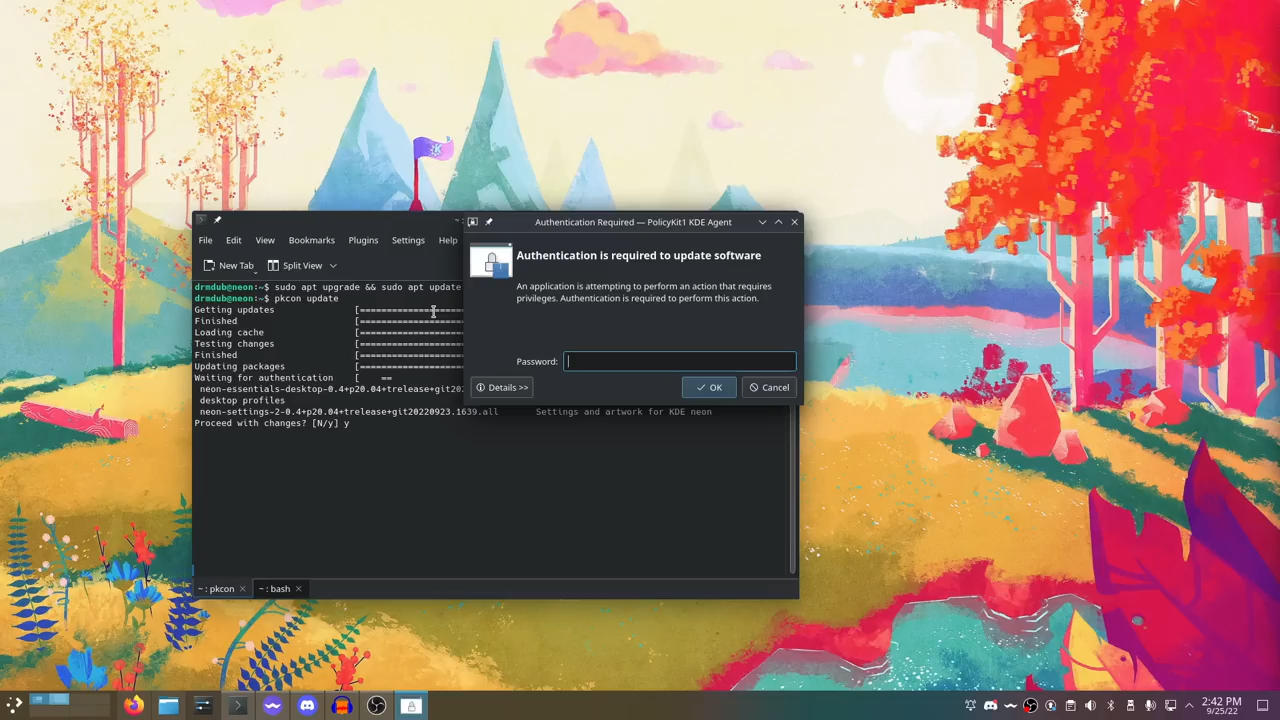 ~ :
Authentication Required — PolicyKit1 KDE Agent
File Edit View Bookmarks Plugins Settings Help
New Tab Split View
Authentication is required to update software
An application is attempting to perform an action that requires
privileges. Authentication is required to perform this action.
Password:
Details >> OK Cancel
drmdub@neon:~$ sudo apt upgrade && sudo apt update
drmdub@neon:~$ pkcon update
Getting updates [===================
Finished [===================
Loading cache [===================
Testing changes [===================
Finished [===================
Updating packages [===================
Waiting for authentication [ ==
neon-essentials-desktop-0.4+p20.04+trelease+git202
desktop profiles
neon-settings-2-0.4+p20.04+trelease+git20220923.1639.all Settings and artwork for KDE neon
Proceed with changes? [N/y] y
~ : pkcon ~ : bash
2:42 PM
9/25/22